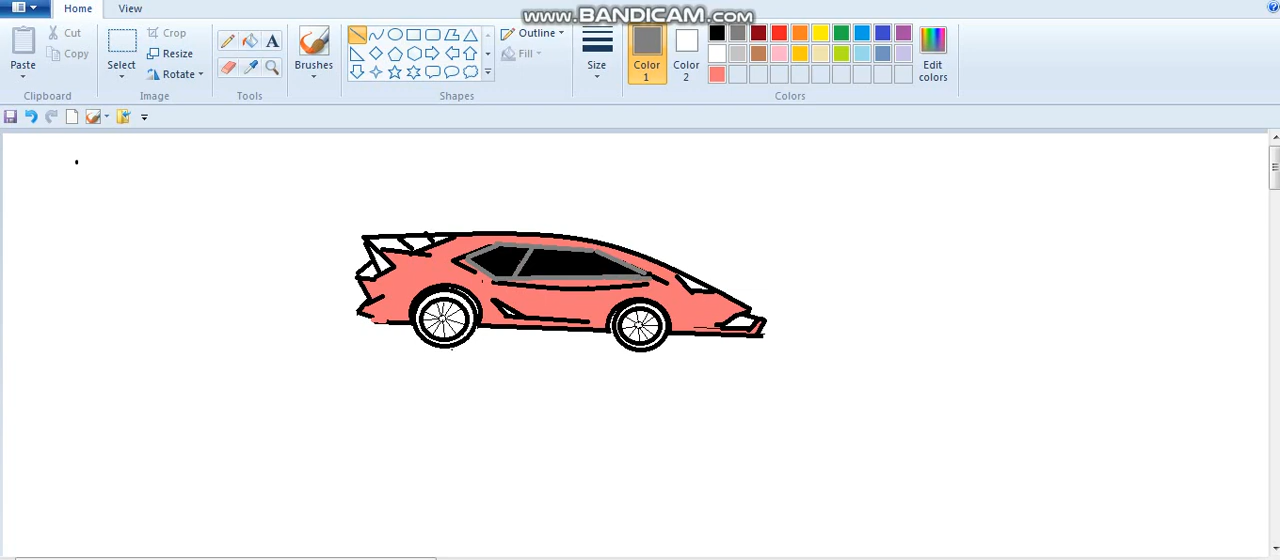 www.BANDICAM.com
Home View
Paste
Cut
Copy
Clipboard
Select
Crop
Resize
Rotate
Image
A
Tools
Brushes
Outline
Fill
Shapes
Size
Color
1
Color
2
Edit
colors
Colors